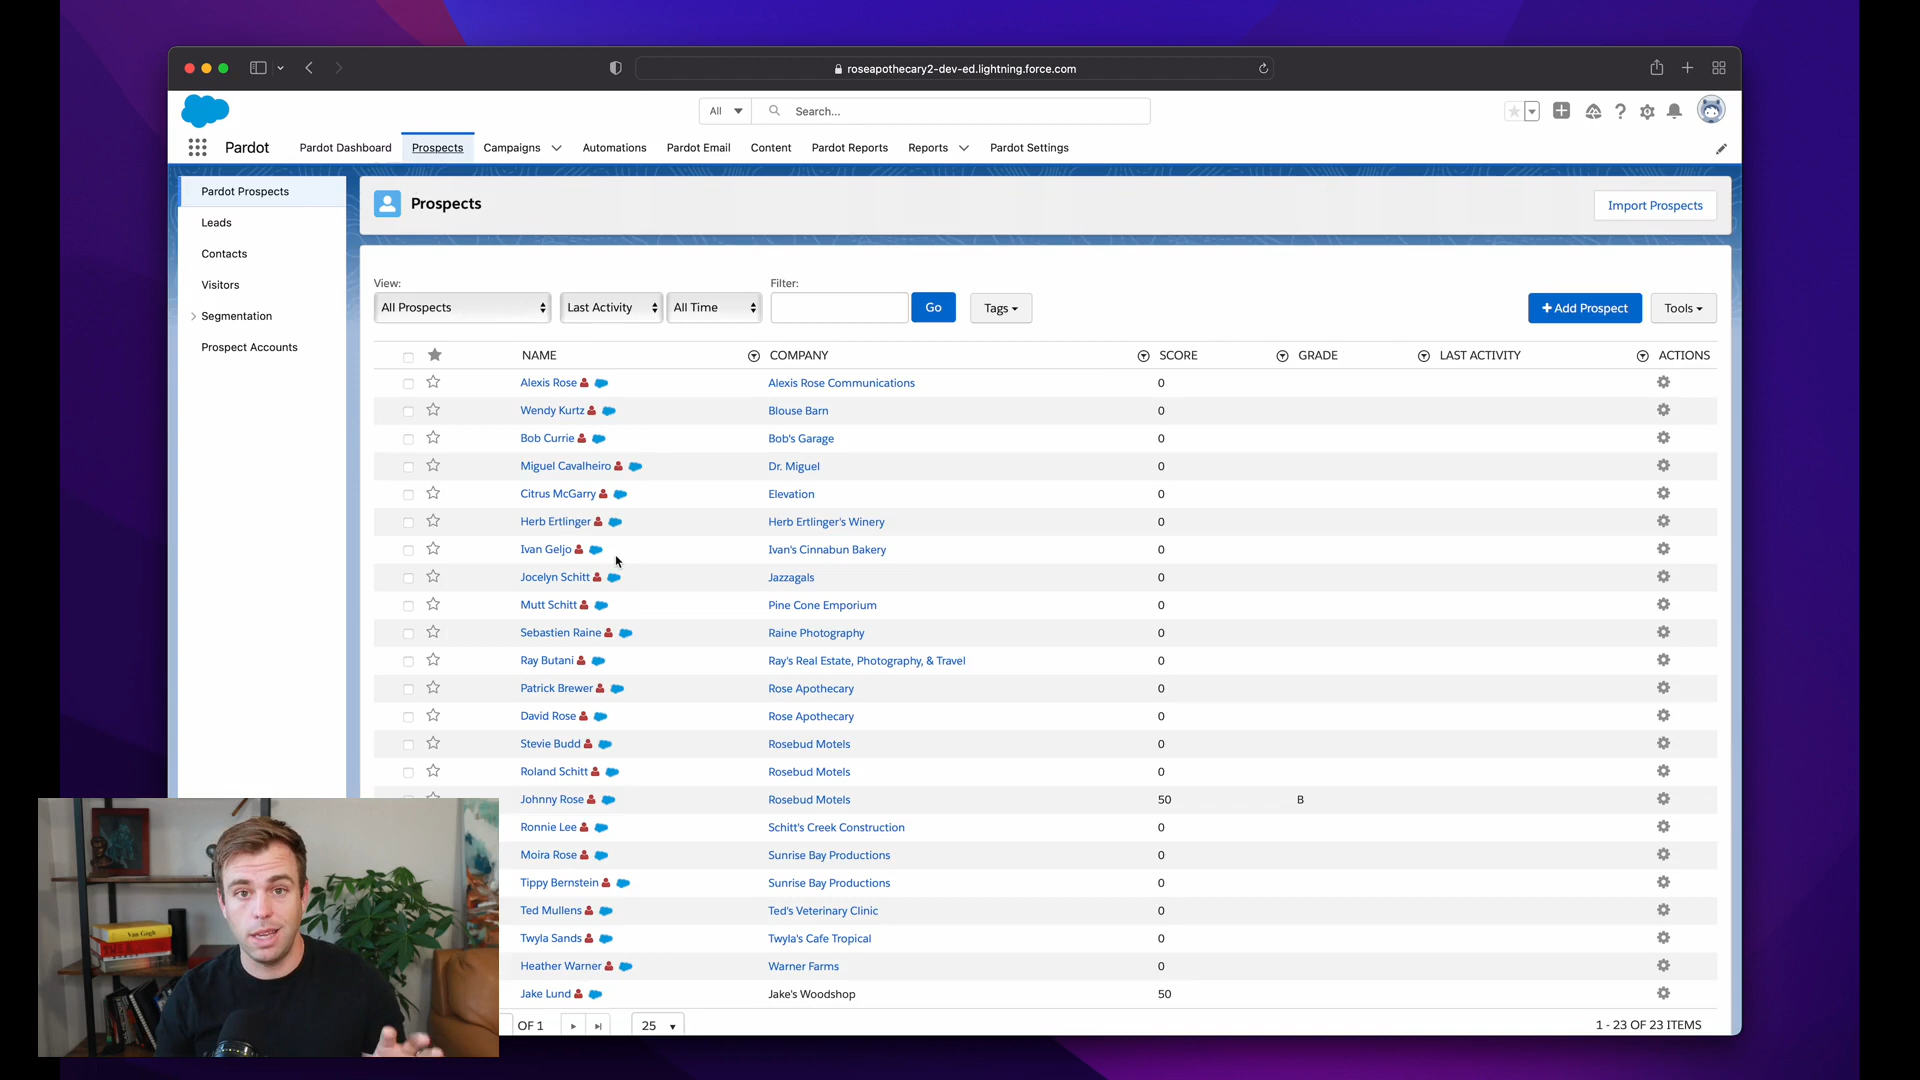 roseapothecary2-dev-ed.lightning.force.com
All Search...
Pardot Pardot Dashboard Prospects Campaigns Automations Pardot Email Content Pardot Reports Reports Pardot Settings
Pardot Prospects
Leads
Contacts
Visitors
Segmentation
Prospect Accounts
Prospects Import Prospects
View: Filter:
All Prospects Last Activity All Time Go Tags + Add Prospect Tools
NAME COMPANY SCORE GRADE LAST ACTIVITY ACTIONS
Alexis Rose Alexis Rose Communications 0
Wendy Kurtz Blouse Barn 0
Bob Currie Bob's Garage 0
Miguel Cavalheiro Dr. Miguel 0
Citrus McGarry Elevation 0
Herb Ertlinger Herb Ertlinger's Winery 0
Ivan Geljo Ivan's Cinnabun Bakery 0
Jocelyn Schitt Jazzagals 0
Mutt Schitt Pine Cone Emporium 0
Sebastien Raine Raine Photography 0
Ray Butani Ray's Real Estate, Photography, & Travel 0
Patrick Brewer Rose Apothecary 0
David Rose Rose Apothecary 0
Stevie Budd Rosebud Motels 0
Roland Schitt Rosebud Motels 0
Johnny Rose Rosebud Motels 50 B
Ronnie Lee Schitt's Creek Construction 0
Moira Rose Sunrise Bay Productions 0
Tippy Bernstein Sunrise Bay Productions 0
Ted Mullens Ted's Veterinary Clinic 0
Twyla Sands Twyla's Cafe Tropical 0
Heather Warner Warner Farms 0
Jake Lund Jake's Woodshop 50
OF 1 25 1 - 23 OF 23 ITEMS
Van Gogh